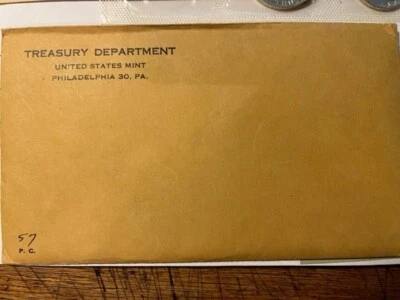 TREASURY DEPARTMENT
UNITED STATES MINT
PHILADELPHIA 30, PA.
57
P. C.